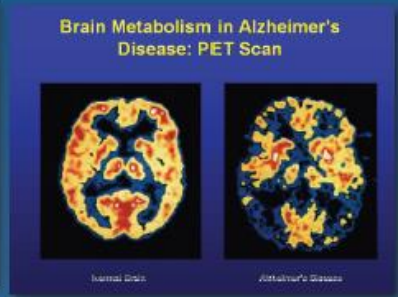 Brain Metabolism in Alzheimer's
Disease: PET Scan
Normal Brain
Alzheimer's Disease